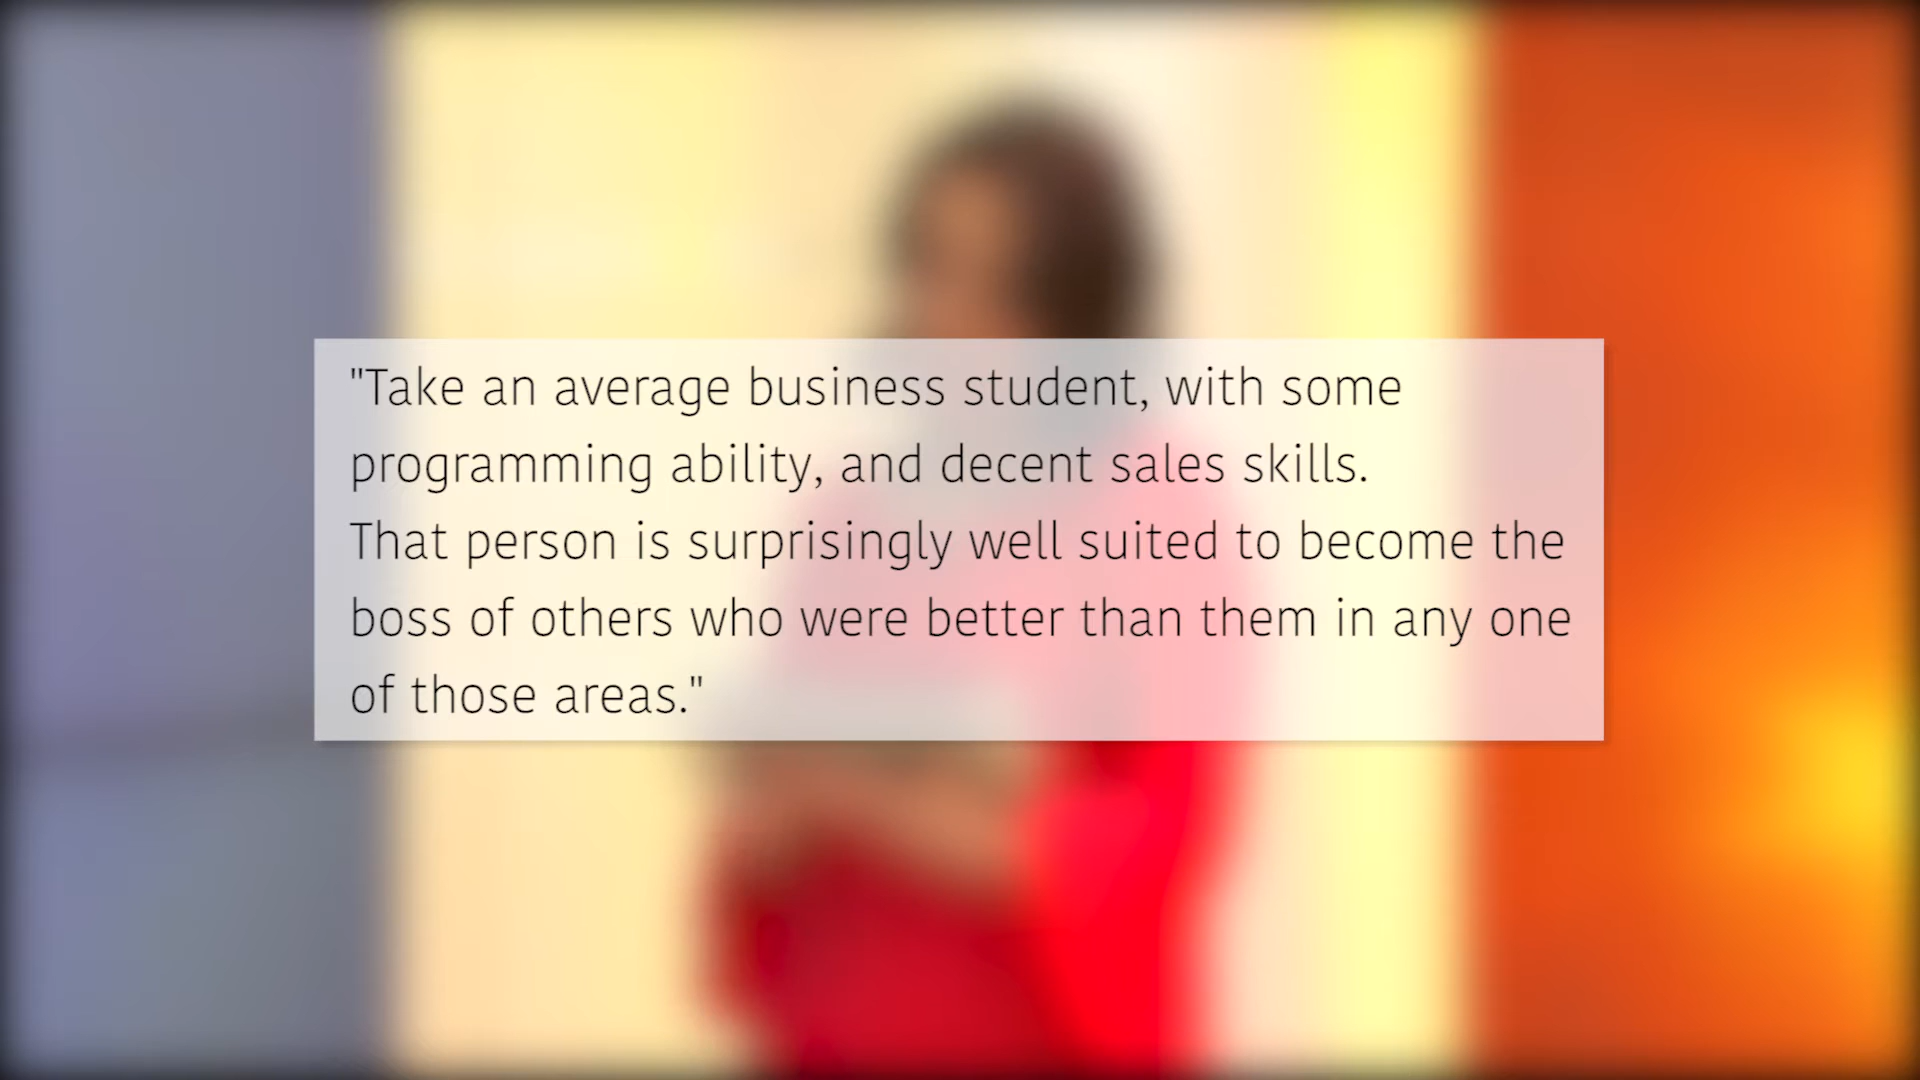 "Take an average business student, with some
programming ability, and decent sales skills.
That person is surprisingly well suited to become the
boss of others who were better than them in any one
of those areas."